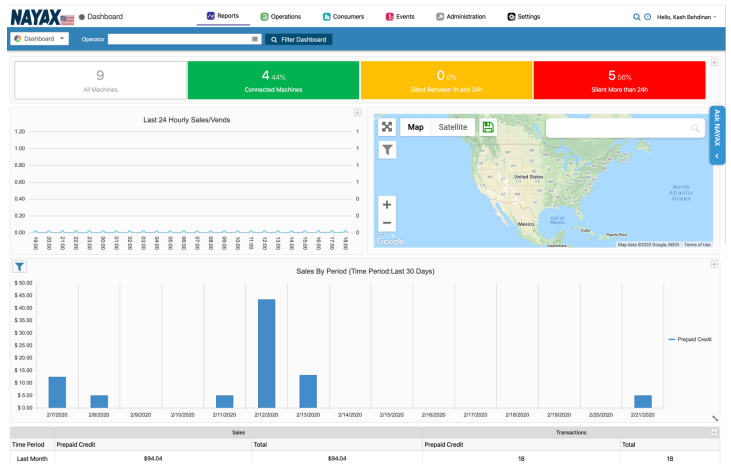 NAYAX Dashboard Reports Operations Consumers Events Administration Settings Hello, Kash Behdinan
Dashboard Operator Filter Dashboard
9 4 44% 0 0% 5 56%
All Machines Connected Machines Silent Between 1h and 24h Silent More than 24h
Ask NAYAX
Last 24 Hourly Sales/Vends
1.20 1
1.00 1
0.80 1
0.60 1
0.40 0
0.20 0
0.00 0
19:00 20:00 21:00 22:00 23:00 00:00 01:00 02:00 03:00 04:00 05:00 06:00 07:00 08:00 09:00 10:00 11:00 12:00 13:00 14:00 15:00 16:00 17:00 18:00
Map Satellite
United States
North
Atlantic
Ocean
Mexico
Gulf of
Mexico
Cuba
Puerto Rico
Guatemala
Google
Map data ©2020 Google, INEGI Terms of Use
Sales By Period (Time Period:Last 30 Days)
$ 50.00
$ 45.00
$ 40.00
$ 35.00
$ 30.00
$ 25.00
$ 20.00
$ 15.00
$ 10.00
$ 5.00
$ 0.00
Prepaid Credit
2/7/2020 2/8/2020 2/9/2020 2/10/2020 2/11/2020 2/12/2020 2/13/2020 2/14/2020 2/15/2020 2/16/2020 2/17/2020 2/18/2020 2/19/2020 2/20/2020 2/21/2020
Sales Transactions
Time Period Prepaid Credit Total Prepaid Credit Total
Last Month $94.04 $94.04 18 18